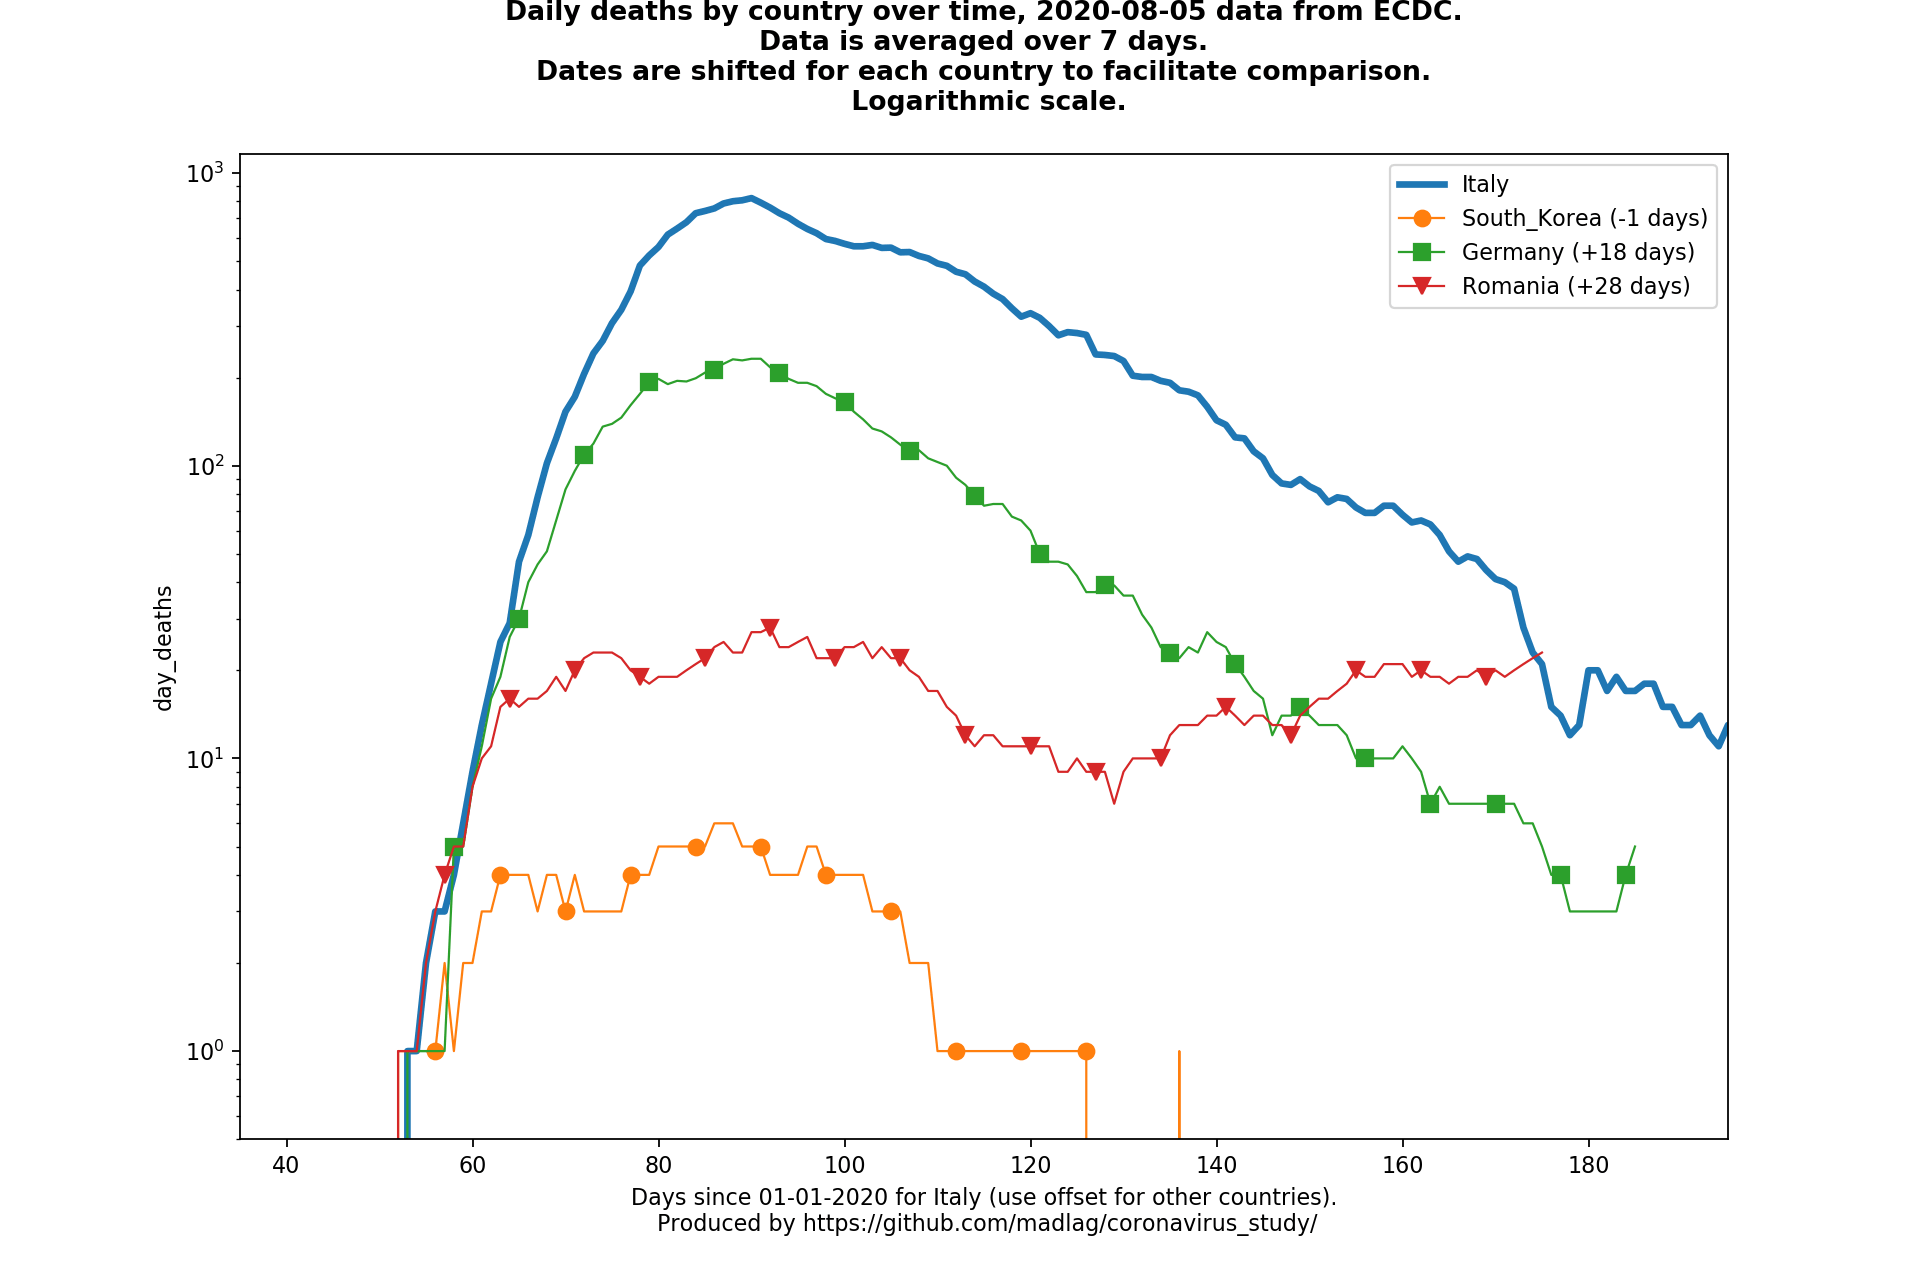 Daily deaths by country over time, 2020-08-05 data from ECDC.
Data is averaged over 7 days.
Dates are shifted for each country to facilitate comparison.
Logarithmic scale.
10³
10²
10¹
10⁰
day_deaths
Italy
South_Korea (-1 days)
Germany (+18 days)
Romania (+28 days)
40 60 80 100 120 140 160 180
Days since 01-01-2020 for Italy (use offset for other countries).
Produced by https://github.com/madlag/coronavirus_study/